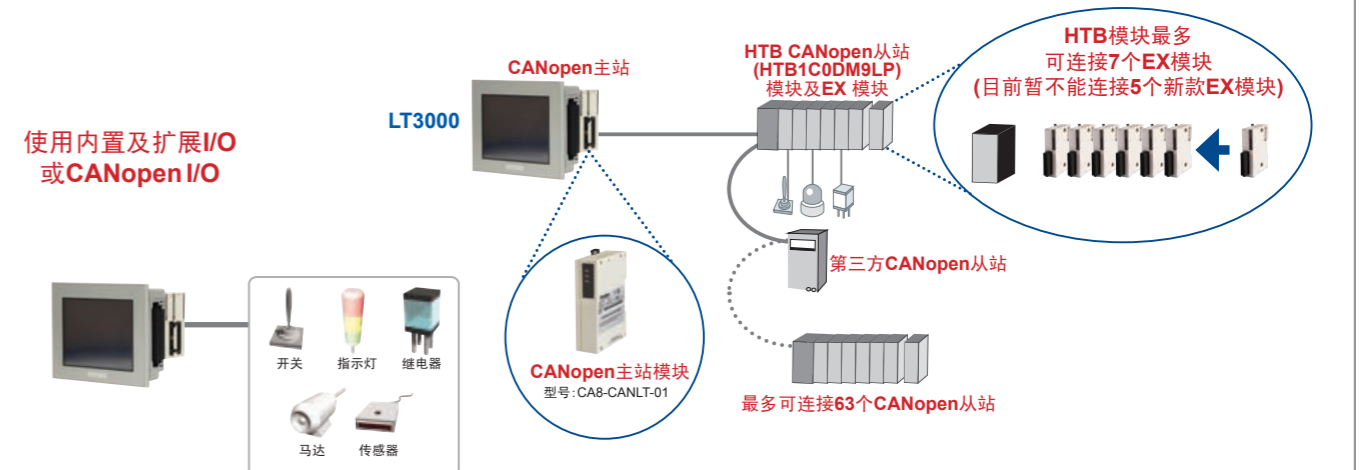 使用内置及扩展I/O
或CANopen I/O
开关
指示灯
继电器
马达
传感器
LT3000
CANopen主站
CANopen主站模块
型号:CA8-CANLT-01
HTB CANopen从站
(HTB1C0DM9LP)
模块及EX 模块
第三方CANopen从站
最多可连接63个CANopen从站
HTB模块最多
可连接7个EX模块
(目前暂不能连接5个新款EX模块)